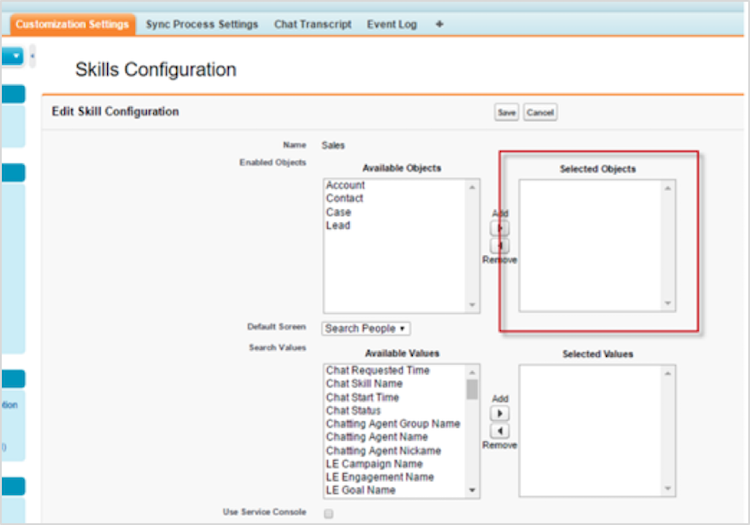 Customization Settings Sync Process Settings Chat Transcript Event Log +
Skills Configuration
Edit Skill Configuration Save Cancel
Name Sales
Enabled Objects Available Objects Selected Objects
Account
Contact
Case
Lead
Add
Remove
Default Screen Search People
Search Values Available Values Selected Values
Chat Requested Time
Chat Skill Name
Chat Start Time
Chat Status
Chatting Agent Group Name
Chatting Agent Name
Chatting Agent Nickame
LE Campaign Name
LE Engagement Name
LE Goal Name
Add
Remove
Use Service Console